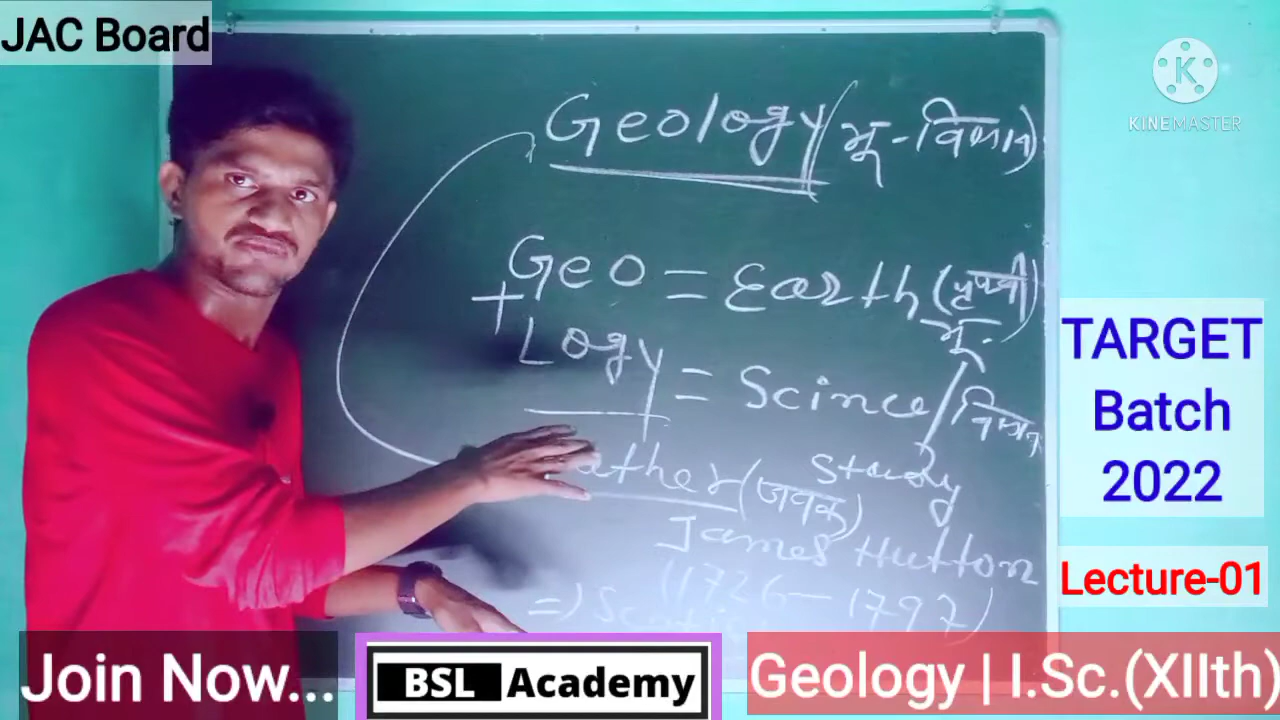 JAC Board
KINEMASTER
Geology/भू-विज्ञान)
Geo = Earth (पृथ्वी)
भू-
+
Logy = Scince/विज्ञान
study
ather (जनक)
James Hutton
(1726-1797)
=)
TARGET
Batch
2022
Lecture-01
Join Now...
BSL Academy
Geology | I.Sc.(XIIth)